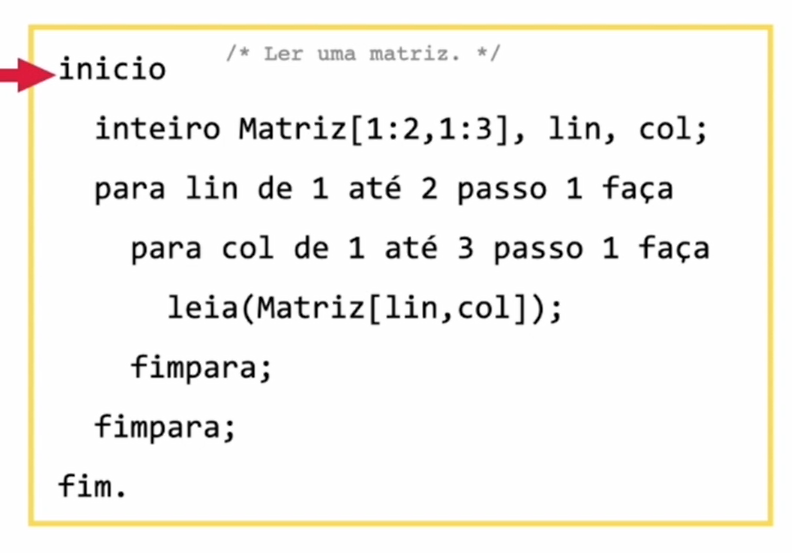 /* Ler uma matriz. */
inicio
inteiro Matriz[1:2,1:3], lin, col;
para lin de 1 até 2 passo 1 faça
para col de 1 até 3 passo 1 faça
leia(Matriz[lin,col]);
fimpara;
fimpara;
fim.